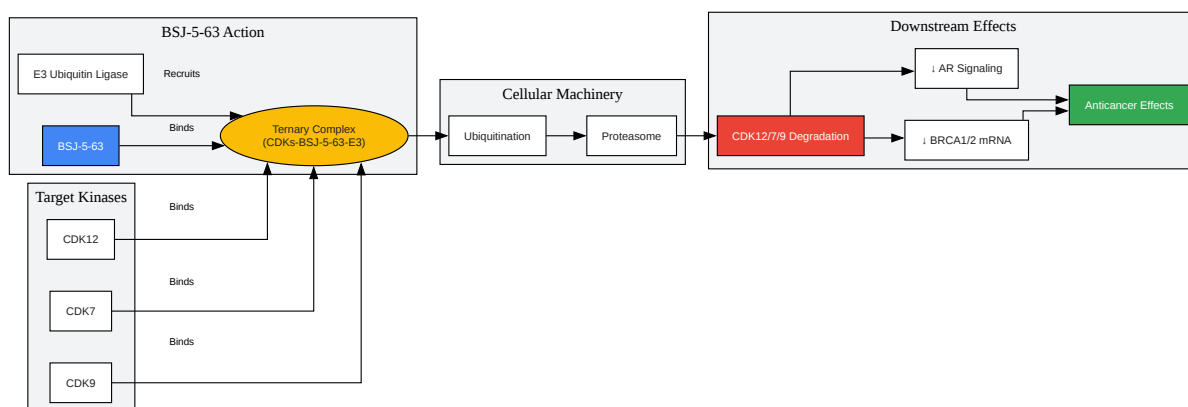 BSJ-5-63 Action
E3 Ubiquitin Ligase
Recruits
BSJ-5-63
Binds
Ternary Complex
(CDKs-BSJ-5-63-E3)
Target Kinases
CDK12
Binds
CDK7
Binds
CDK9
Binds
Cellular Machinery
Ubiquitination
Proteasome
Downstream Effects
CDK12/7/9 Degradation
↓ AR Signaling
↓ BRCA1/2 mRNA
Anticancer Effects